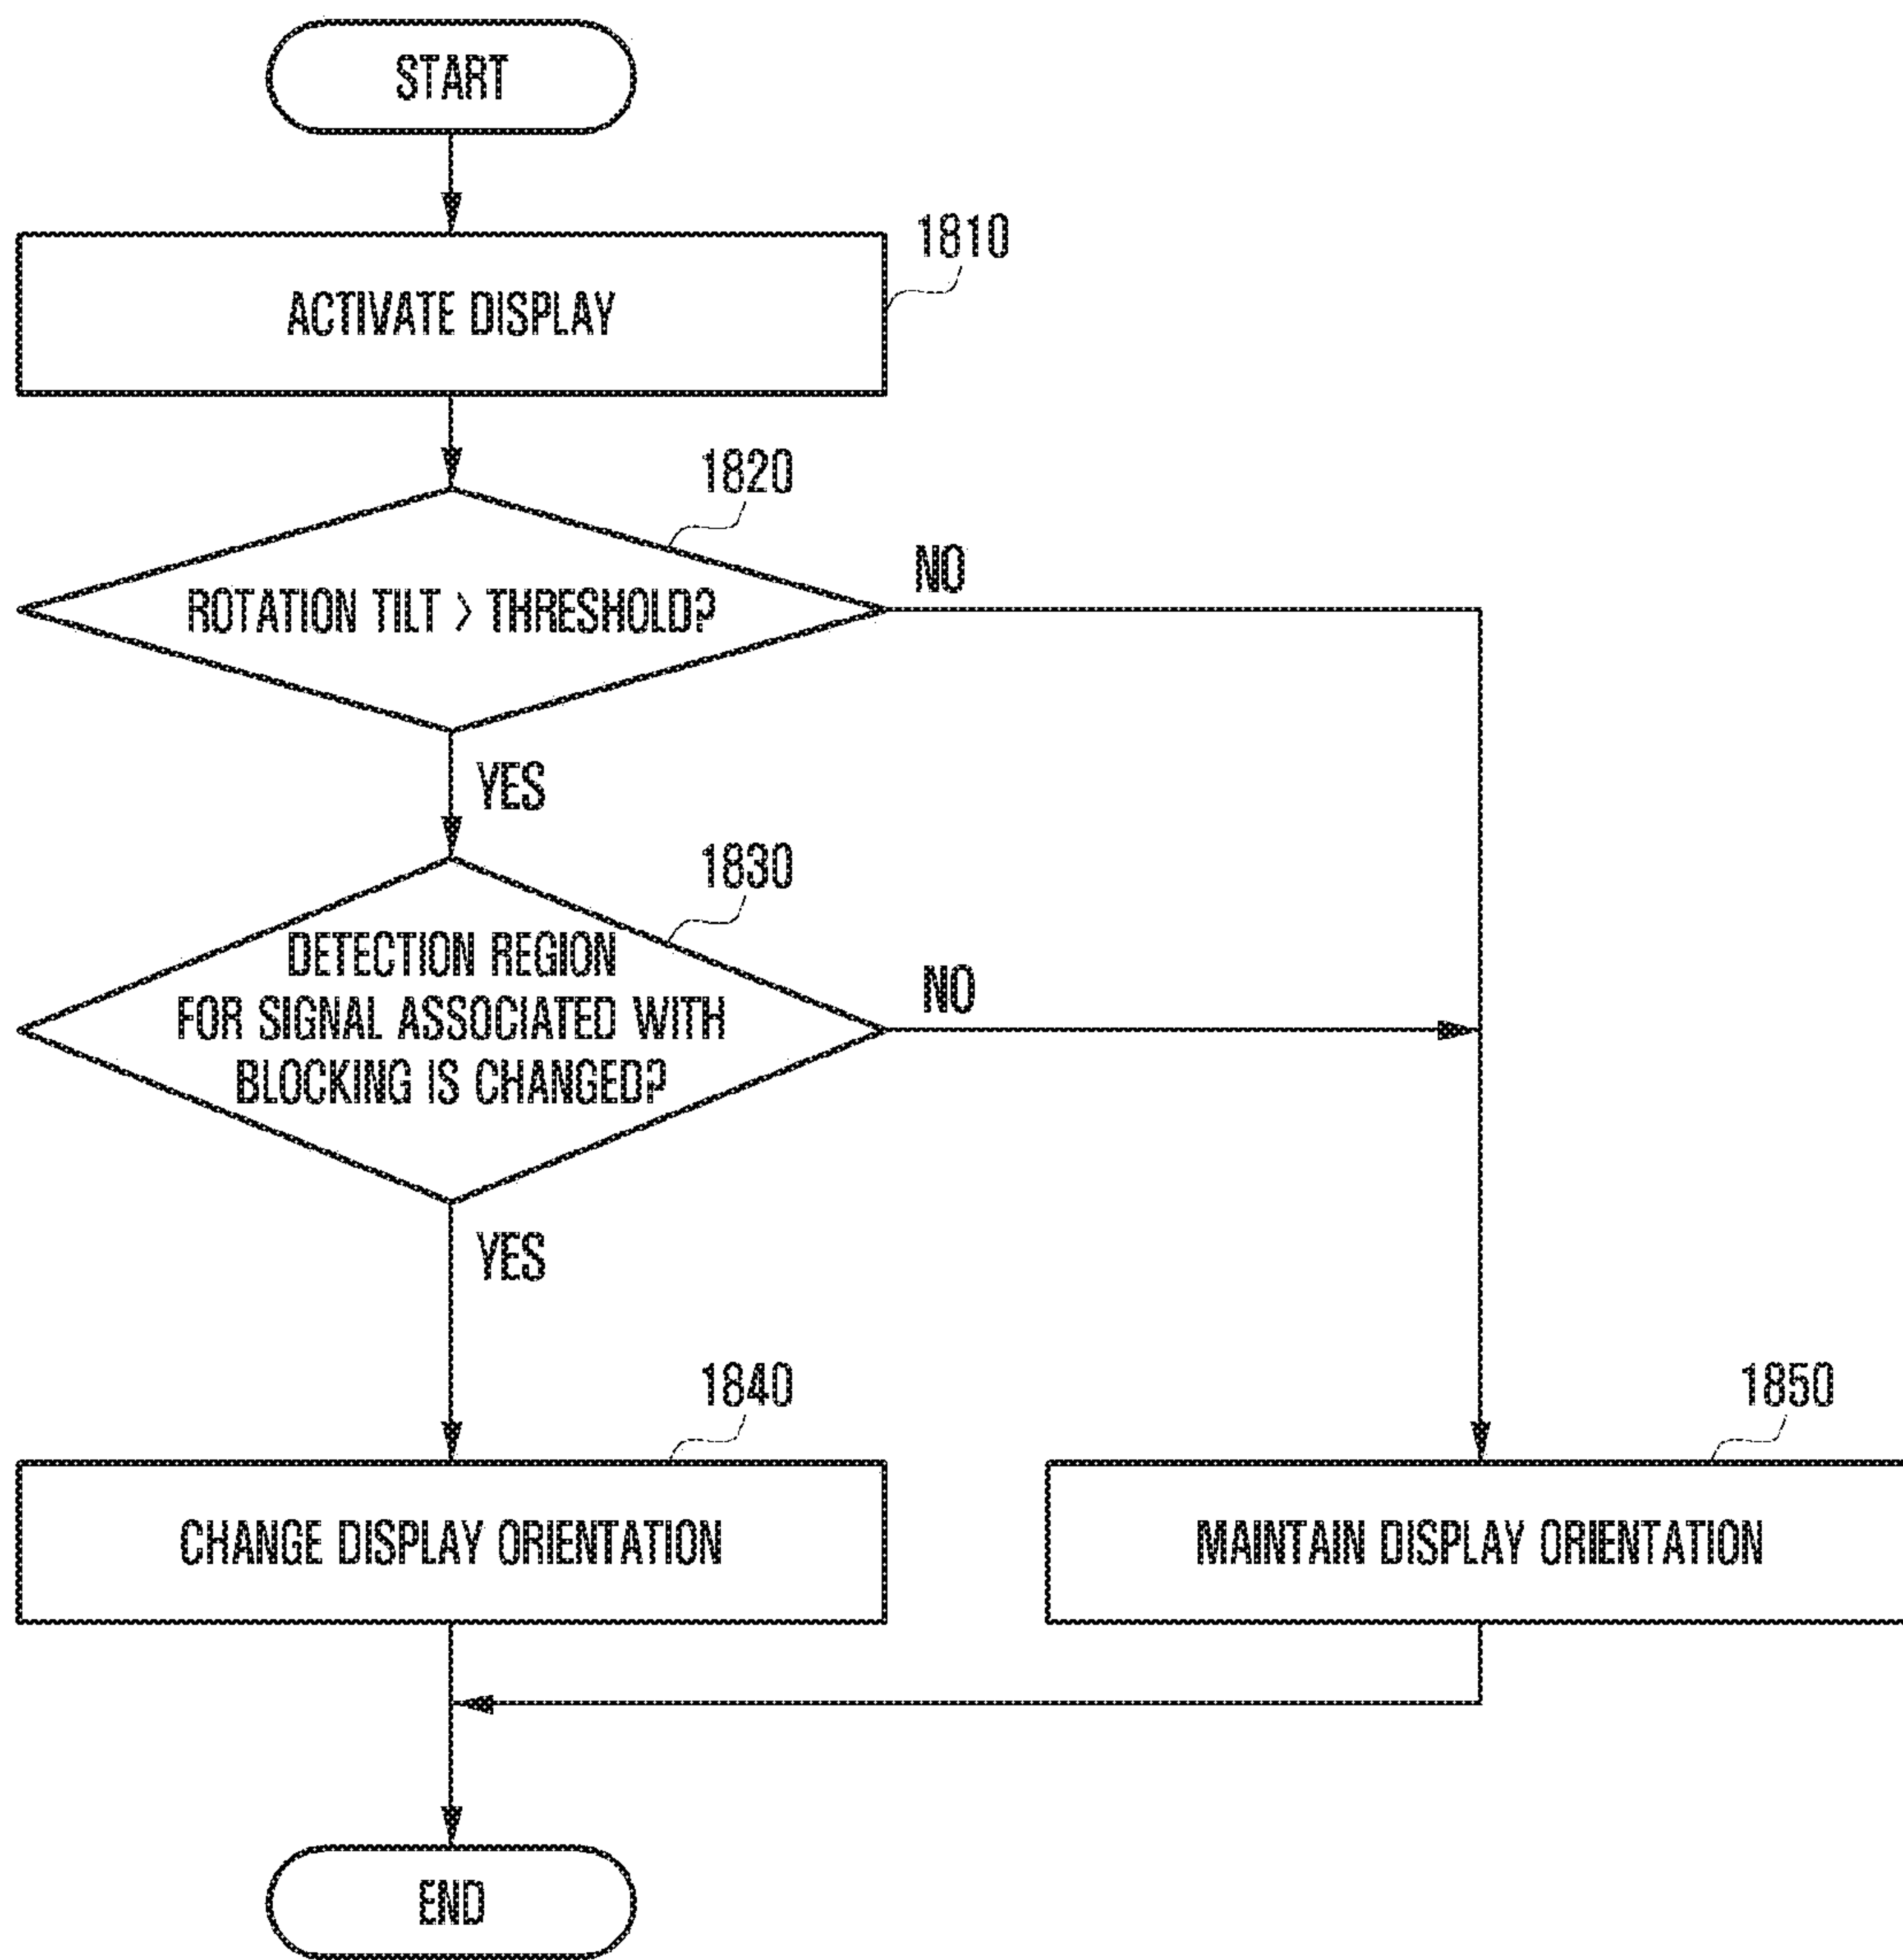 START
1810
ACTIVATE DISPLAY
1820
ROTATION TILT > THRESHOLD?
NO
YES
1830
DETECTION REGION
FOR SIGNAL ASSOCIATED WITH
BLOCKING IS CHANGED?
NO
YES
1840
CHANGE DISPLAY ORIENTATION
1850
MAINTAIN DISPLAY ORIENTATION
END